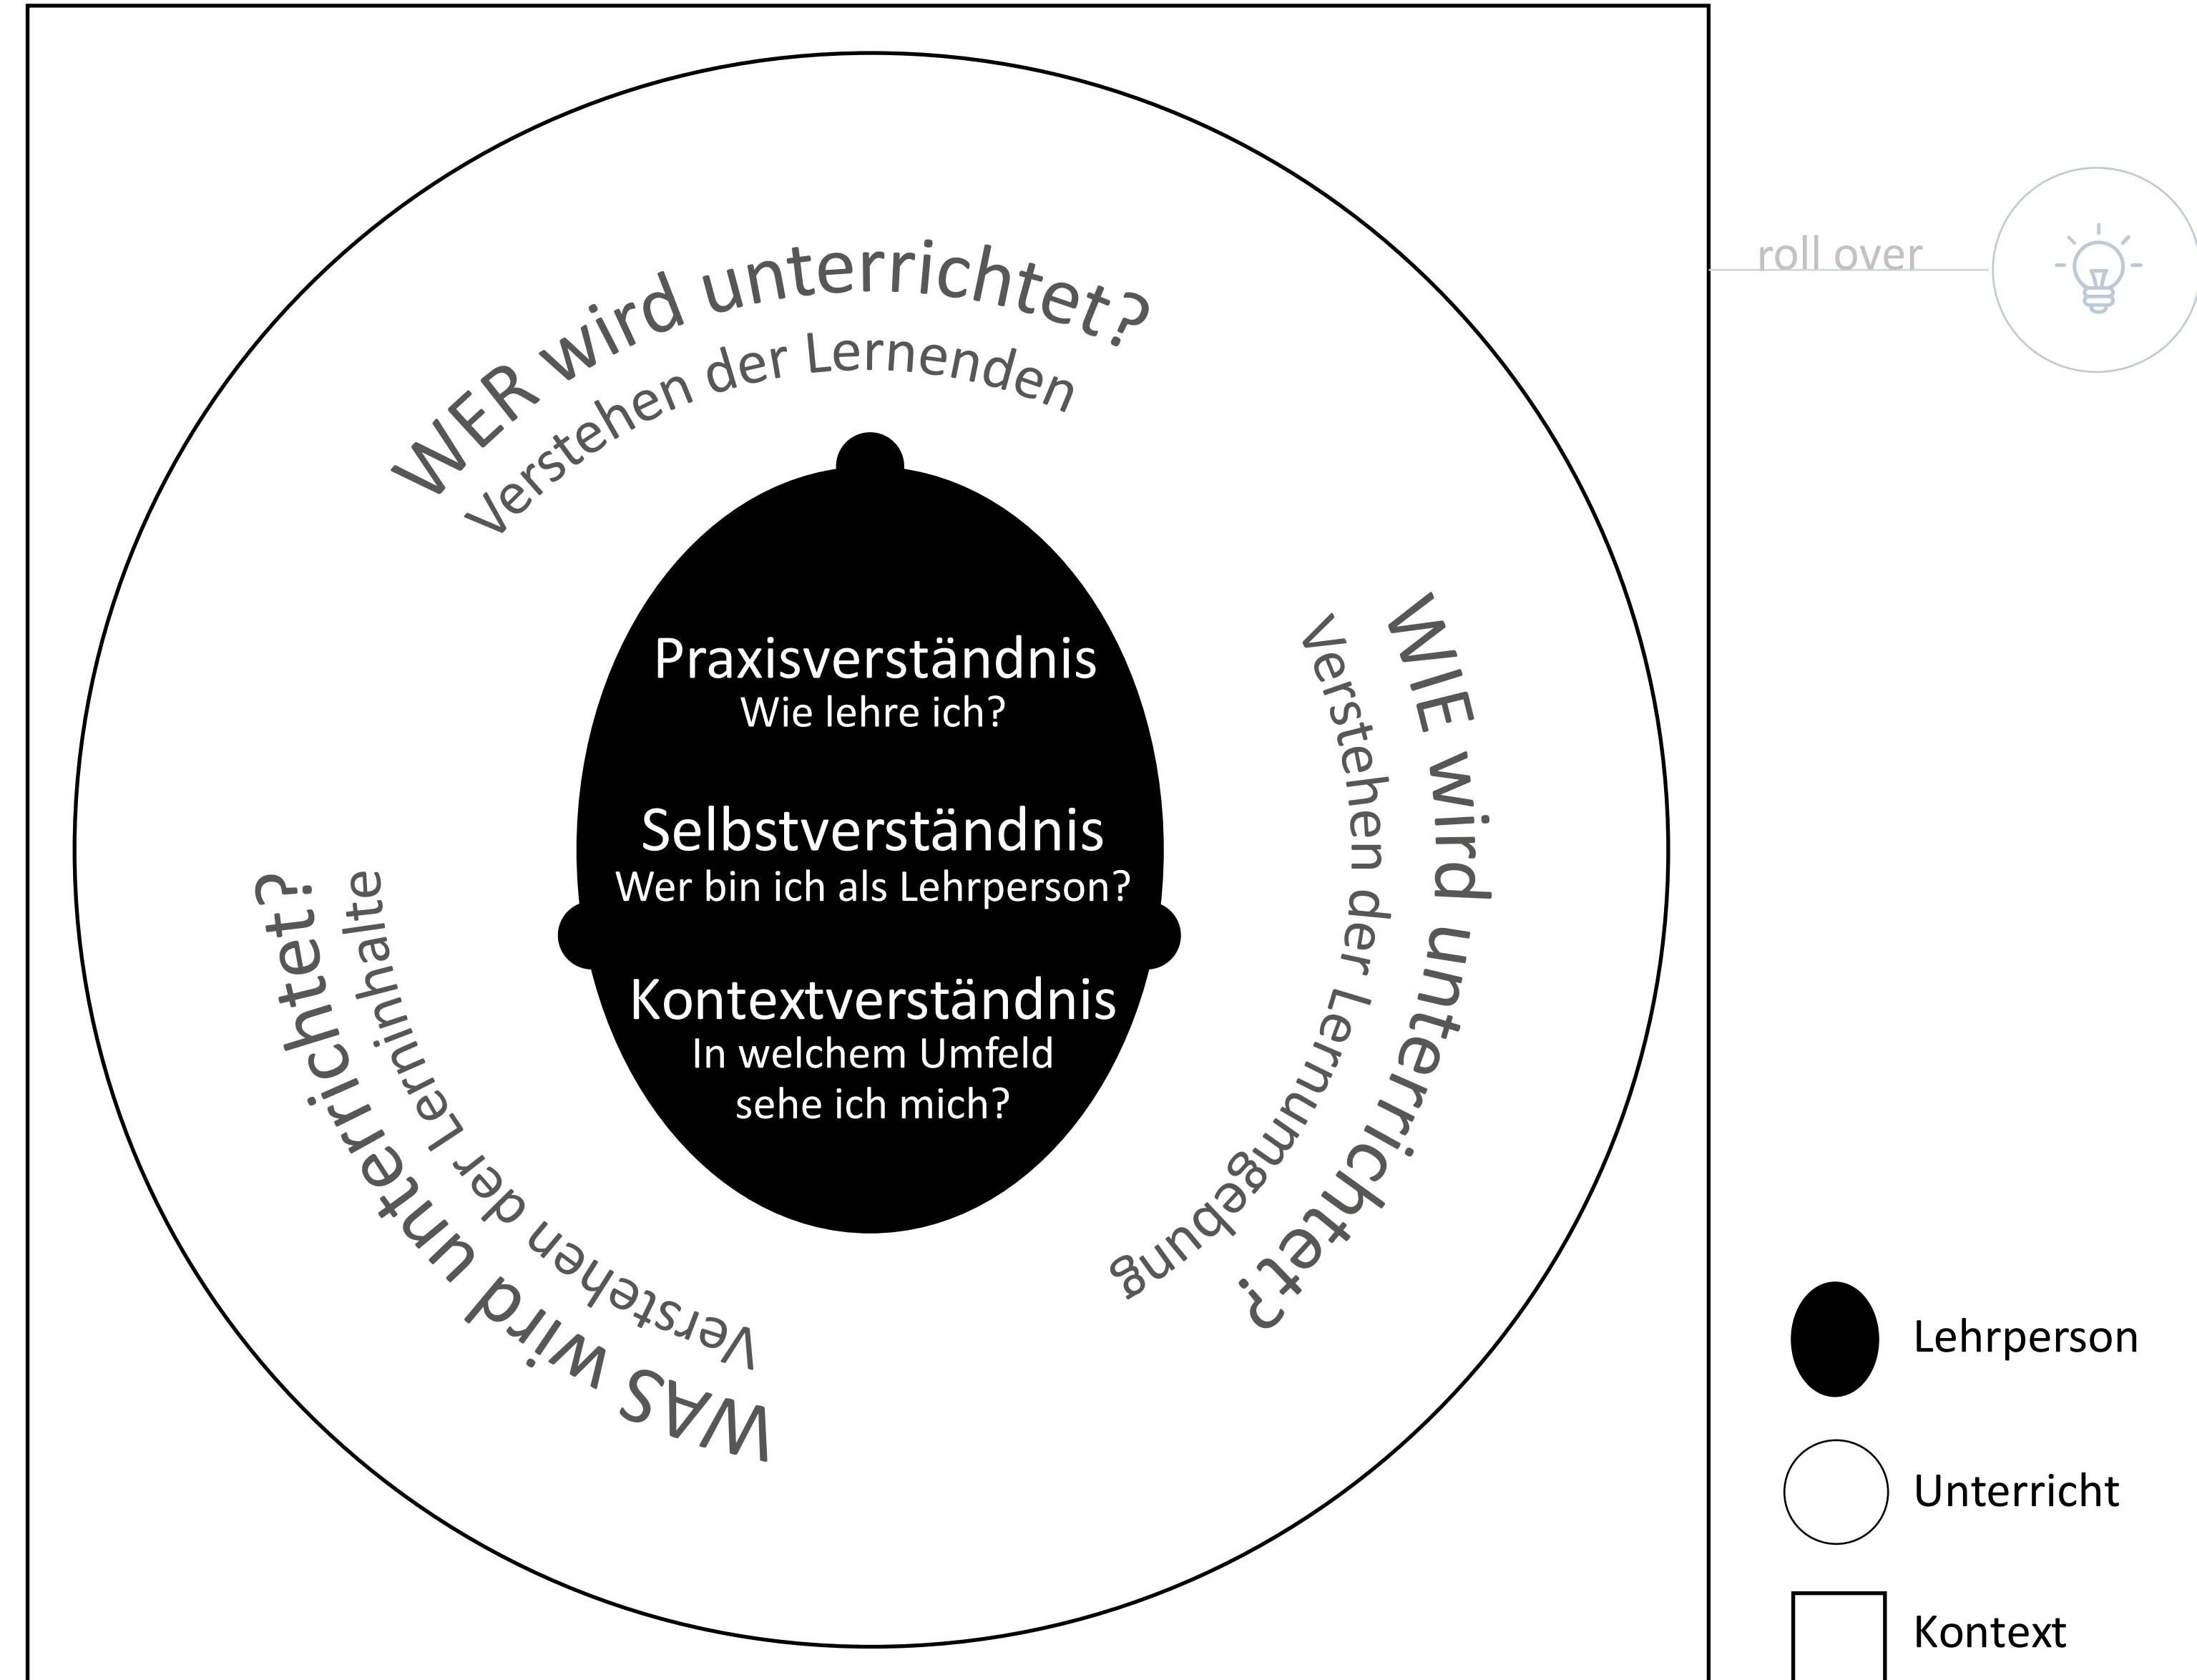 WER wird unterrichtet?
Verstehen der Lernenden
roll over
WIE wird unterrichtet?
Verstehen der Lernumgebung
WAS wird unterrichtet?
Verstehen der Lerninhalte
Praxisverständnis
Wie lehre ich?
Selbstverständnis
Wer bin ich als Lehrperson?
Kontextverständnis
In welchem Umfeld
sehe ich mich?
Lehrperson
Unterricht
Kontext